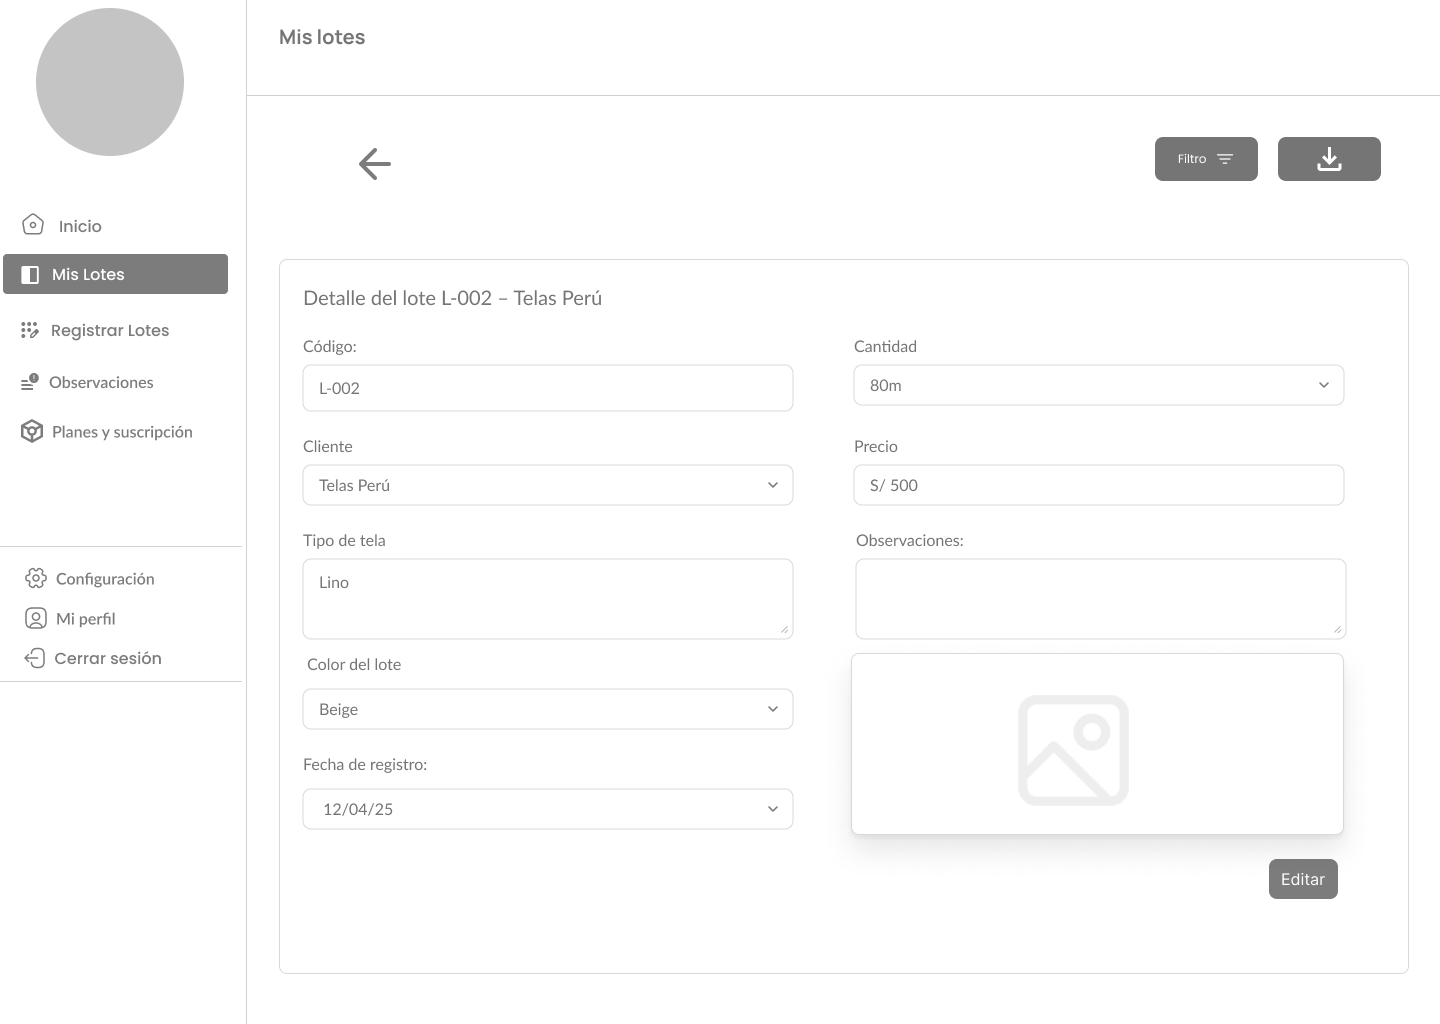 Mis lotes
Filtro
Inicio
Mis Lotes
Registrar Lotes
Observaciones
Planes y suscripción
Configuración
Mi perfil
Cerrar sesión
Detalle del lote L-002 – Telas Perú
Código:
L-002
Cliente
Telas Perú
Tipo de tela
Lino
Color del lote
Beige
Fecha de registro:
12/04/25
Cantidad
80m
Precio
S/ 500
Observaciones:
Editar